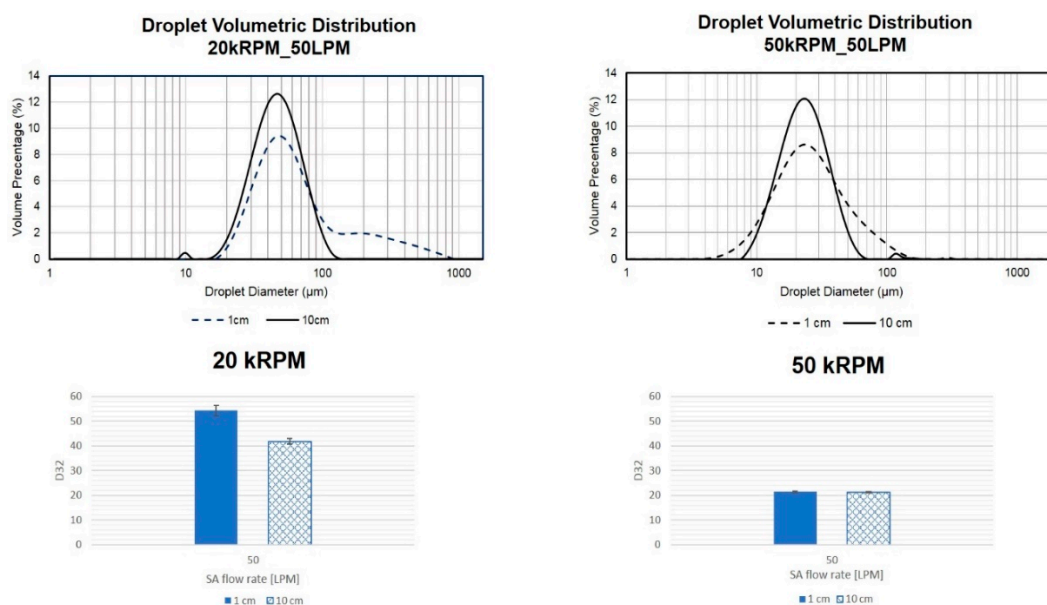 Droplet Volumetric Distribution
20kRPM_50LPM
14
12
10
8
6
4
2
0
Volume Precentage (%)
1
10
100
1000
Droplet Diameter (µm)
1cm
10cm
Droplet Volumetric Distribution
50kRPM_50LPM
14
12
10
8
6
4
2
0
Volume Precentage (%)
1
10
100
1000
Droplet Diameter (µm)
1 cm
10 cm
20 kRPM
60
50
40
30
20
10
0
D32
50
SA flow rate [LPM]
1 cm
10 cm
50 kRPM
60
50
40
30
20
10
0
D32
50
SA flow rate [LPM]
1 cm
10 cm